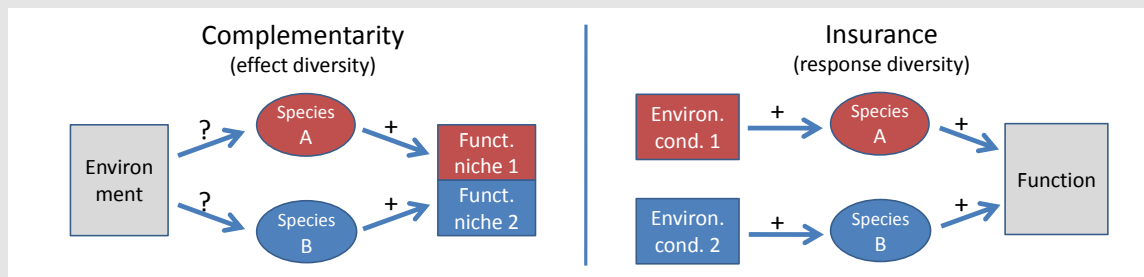 Complementarity
(effect diversity)
Environ
ment
?
?
Species
A
Species
B
+
+
Funct.
niche 1
Funct.
niche 2
Insurance
(response diversity)
Environ.
cond. 1
Environ.
cond. 2
+
+
Species
A
Species
B
+
+
Function